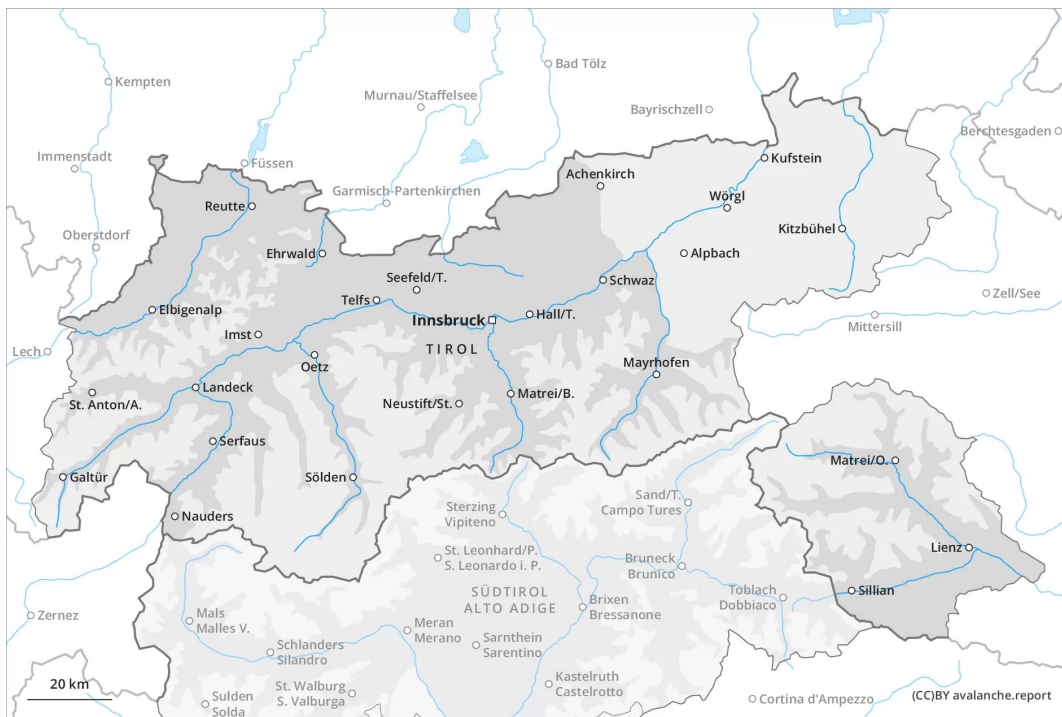 Kempten
Bad Tölz
Murnau/Staffelsee
Bayrischzell
Berchtesgaden
Immenstadt
Füssen
Kufstein
Garmisch-Partenkirchen
Achenkirch
Reutte
Wörgl
Oberstdorf
Kitzbühel
Ehrwald
Alpbach
Seefeld/T.
Schwaz
Zell/See
Telfs
Elbigenalp
Innsbruck
Hall/T.
Mittersill
Imst
TIROL
Lech
Oetz
Mayrhofen
Landeck
St. Anton/A.
Neustift/St.
Matrei/B.
Serfaus
Matrei/O.
Galtür
Sölden
Sand/T.
Campo Tures
Sterzing
Vipiteno
Nauders
Lienz
St. Leonhard/P.
S. Leonardo i. P.
Bruneck
Brunico
SÜDTIROL
ALTO ADIGE
Toblach
Dobbiaco
Sillian
Brixen
Bressanone
Zernez
Mals
Malles V.
Meran
Merano
Sarnthein
Sarentino
Schlanders
Silandro
Kastelruth
Castelrotto
20 km
St. Walburg
S. Valburga
Sulden
Solda
Cortina d'Ampezzo
(CC)BY avalanche.report